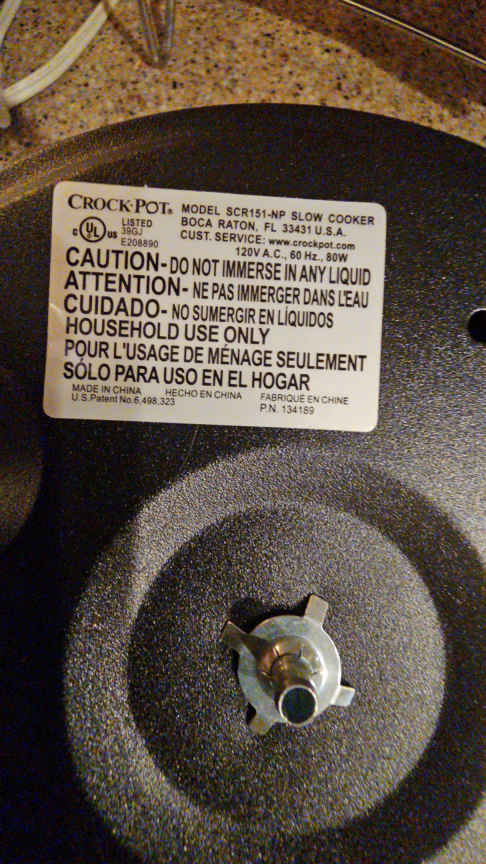 CROCK·POT® MODEL SCR151-NP SLOW COOKER
BOCA RATON, FL 33431 U.S.A.
CUST. SERVICE: www.crockpot.com
120V A.C., 60 Hz., 80W
c UL us LISTED
39GJ
E208890
CAUTION- DO NOT IMMERSE IN ANY LIQUID
ATTENTION- NE PAS IMMERGER DANS L'EAU
CUIDADO- NO SUMERGIR EN LÍQUIDOS
HOUSEHOLD USE ONLY
POUR L'USAGE DE MÉNAGE SEULEMENT
SÓLO PARA USO EN EL HOGAR
MADE IN CHINA HECHO EN CHINA FABRIQUÉ EN CHINE
U.S.Patent No.6,498,323 P.N. 134189